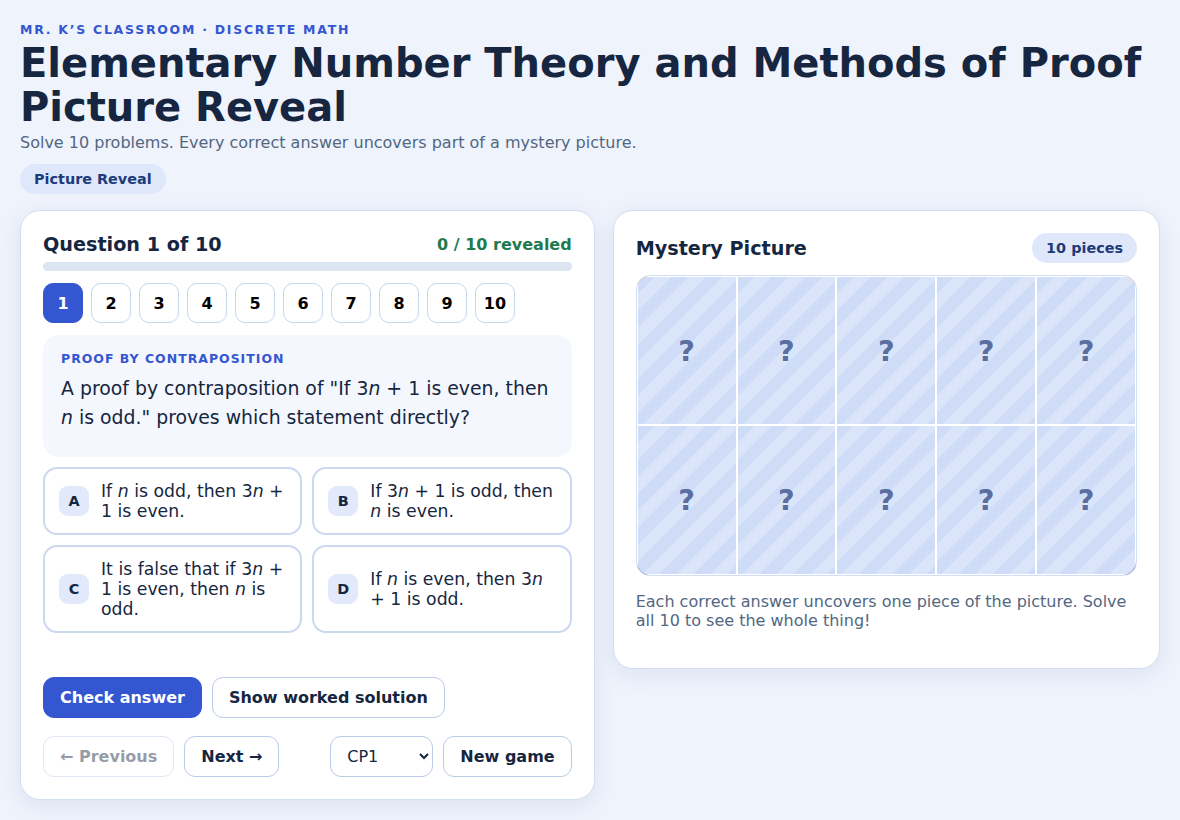 MR. K’S CLASSROOM · DISCRETE MATH
Elementary Number Theory and Methods of Proof
Picture Reveal
Solve 10 problems. Every correct answer uncovers part of a mystery picture.
Picture Reveal
Question 1 of 10
0 / 10 revealed
1 2 3 4 5 6 7 8 9 10
PROOF BY CONTRAPOSITION
A proof by contraposition of "If 3n + 1 is even, then
n is odd." proves which statement directly?
A
If n is odd, then 3n +
1 is even.
B
If 3n + 1 is odd, then
n is even.
C
It is false that if 3n +
1 is even, then n is
odd.
D
If n is even, then 3n
+ 1 is odd.
Check answer
Show worked solution
← Previous
Next →
CP1
New game
Mystery Picture
10 pieces
? ? ? ? ?
? ? ? ? ?
Each correct answer uncovers one piece of the picture. Solve
all 10 to see the whole thing!